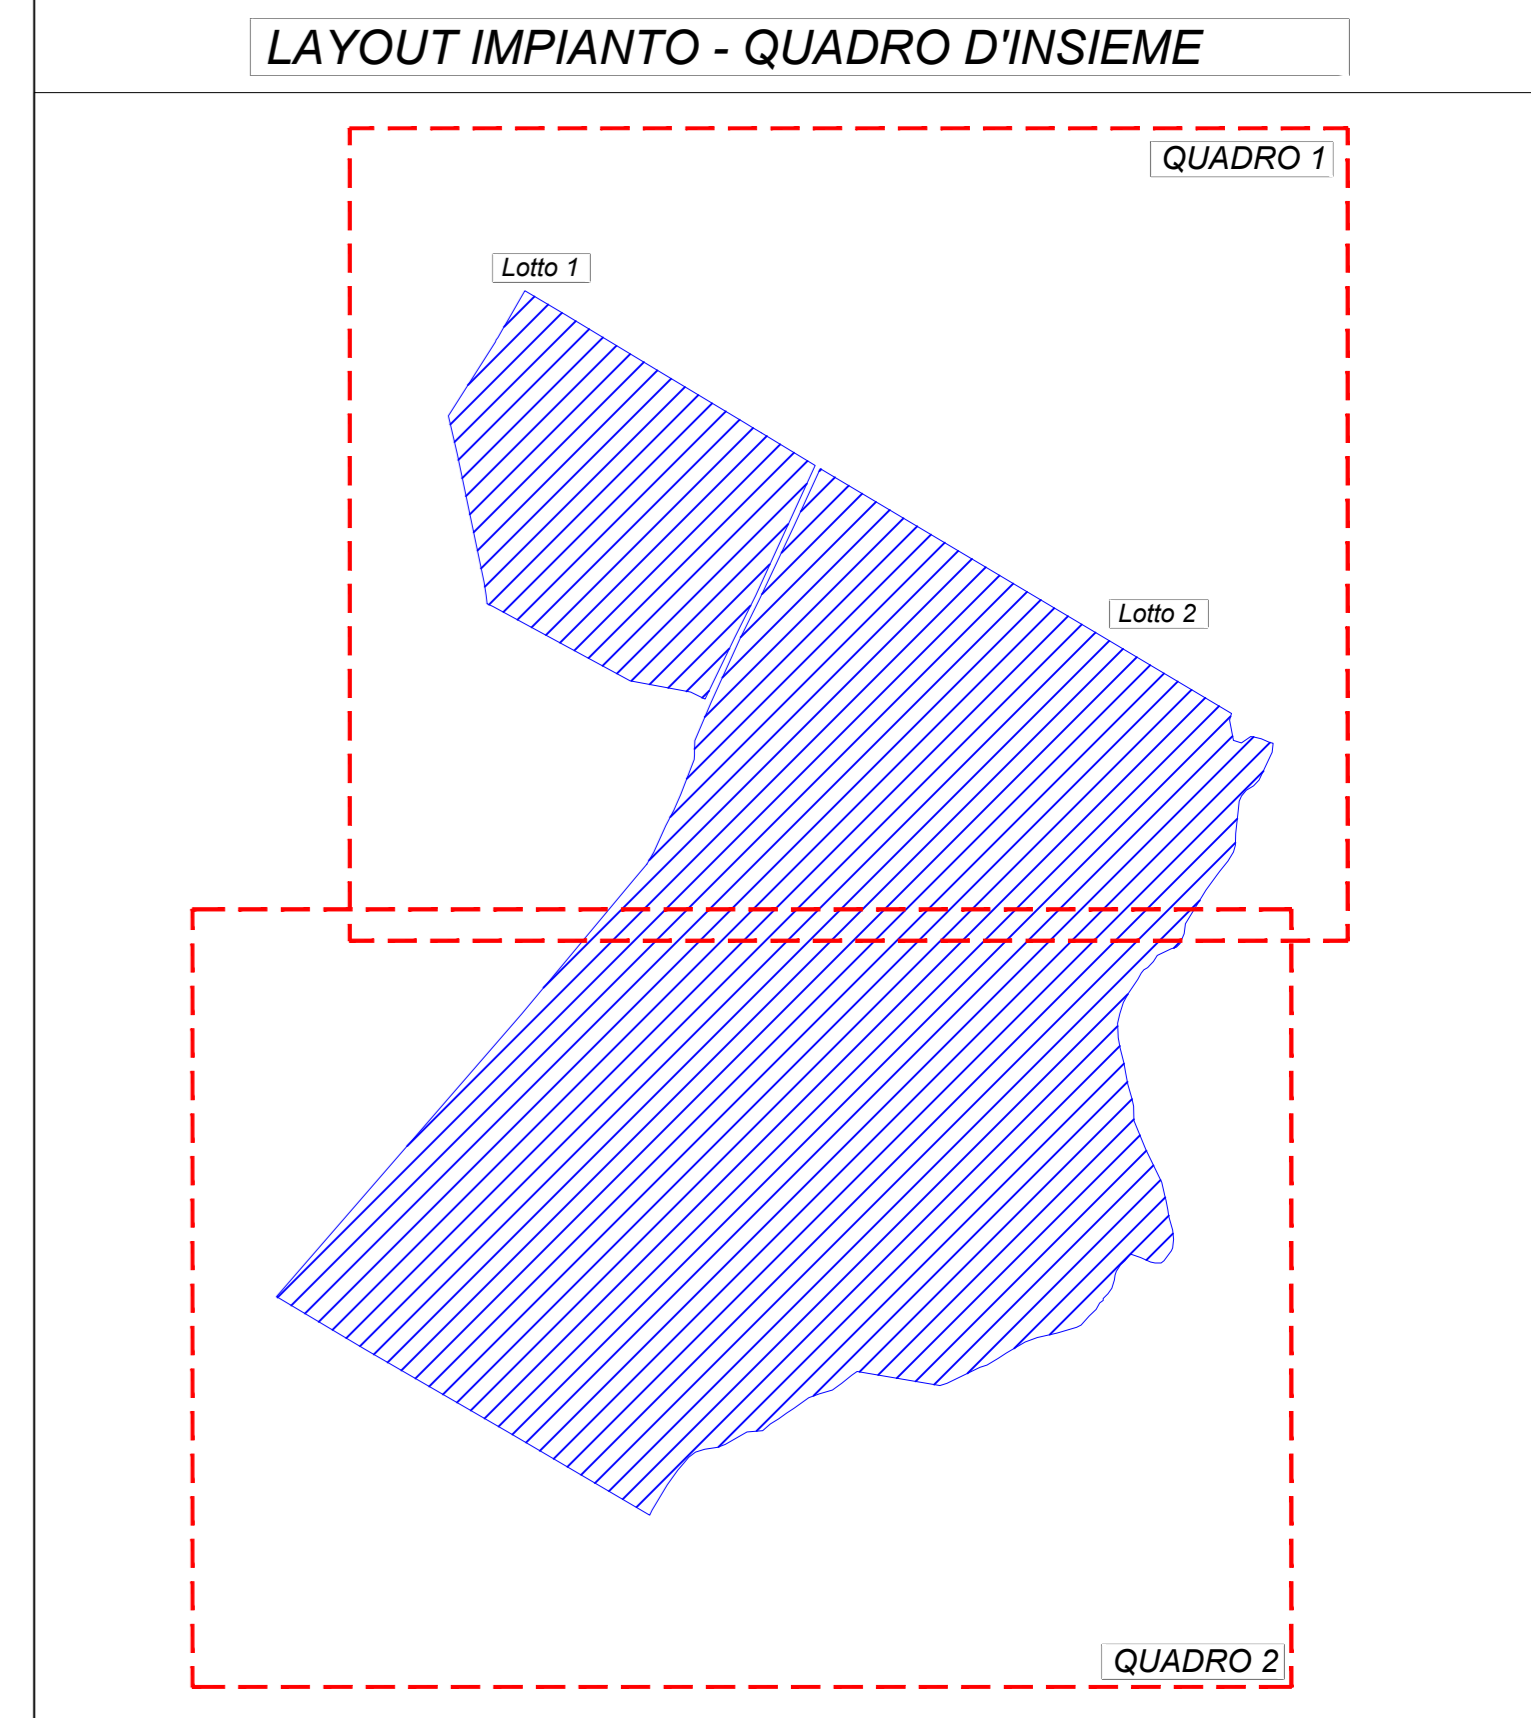 LAYOUT IMPIANTO - QUADRO D'INSIEME
QUADRO 1
Lotto 1
Lotto 2
QUADRO 2